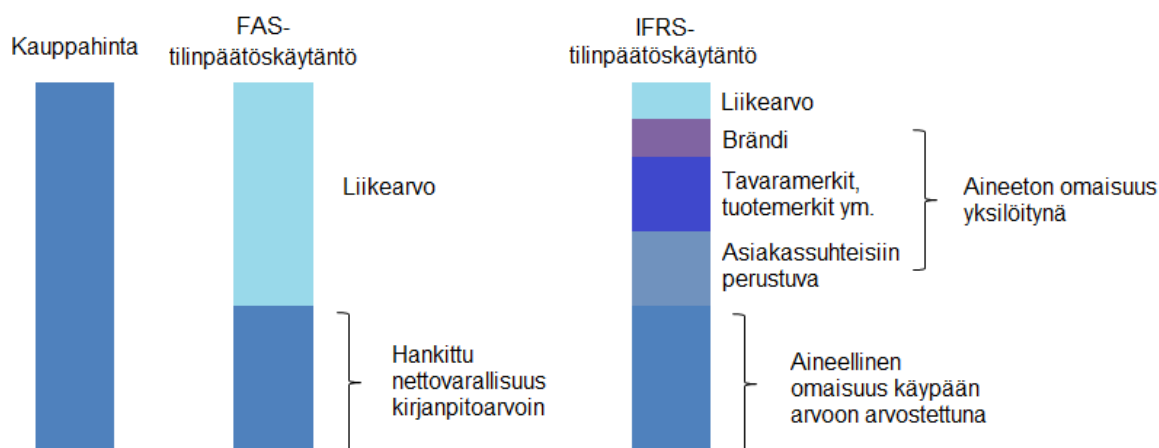 Kauppahinta
FAS-
tilinpäätöskäytäntö
IFRS-
tilinpäätöskäytäntö
Liikearvo
Hankittu
nettovarallisuus
kirjanpitoarvoin
Liikearvo
Brändi
Tavaramerkit,
tuotemerkit ym.
Asiakassuhteisiin
perustuva
Aineeton omaisuus
yksilöitynä
Aineellinen
omaisuus käypään
arvoon arvostettuna